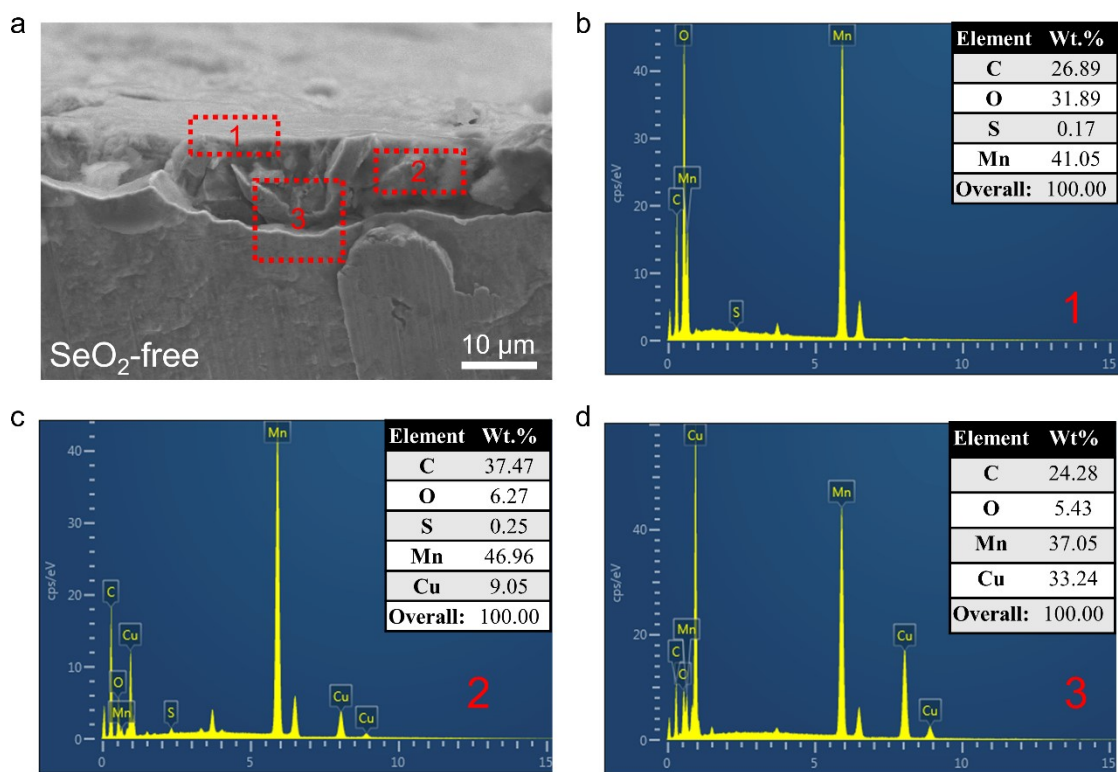 a
1
2
3
SeO₂-free
10 μm
b
cps/eV
40
30
20
10
0
0
5
10
15
O
Mn
Mn
C
S
Element Wt.%
C 26.89
O 31.89
S 0.17
Mn 41.05
Overall: 100.00
1
c
cps/eV
40
20
0
0
5
10
15
Mn
C
Cu
O
Mn
S
Cu
Cu
Element Wt.%
C 37.47
O 6.27
S 0.25
Mn 46.96
Cu 9.05
Overall: 100.00
2
d
cps/eV
40
20
0
0
5
10
15
Cu
Mn
Mn
C
O
Cu
Cu
Element Wt%
C 24.28
O 5.43
Mn 37.05
Cu 33.24
Overall: 100.00
3